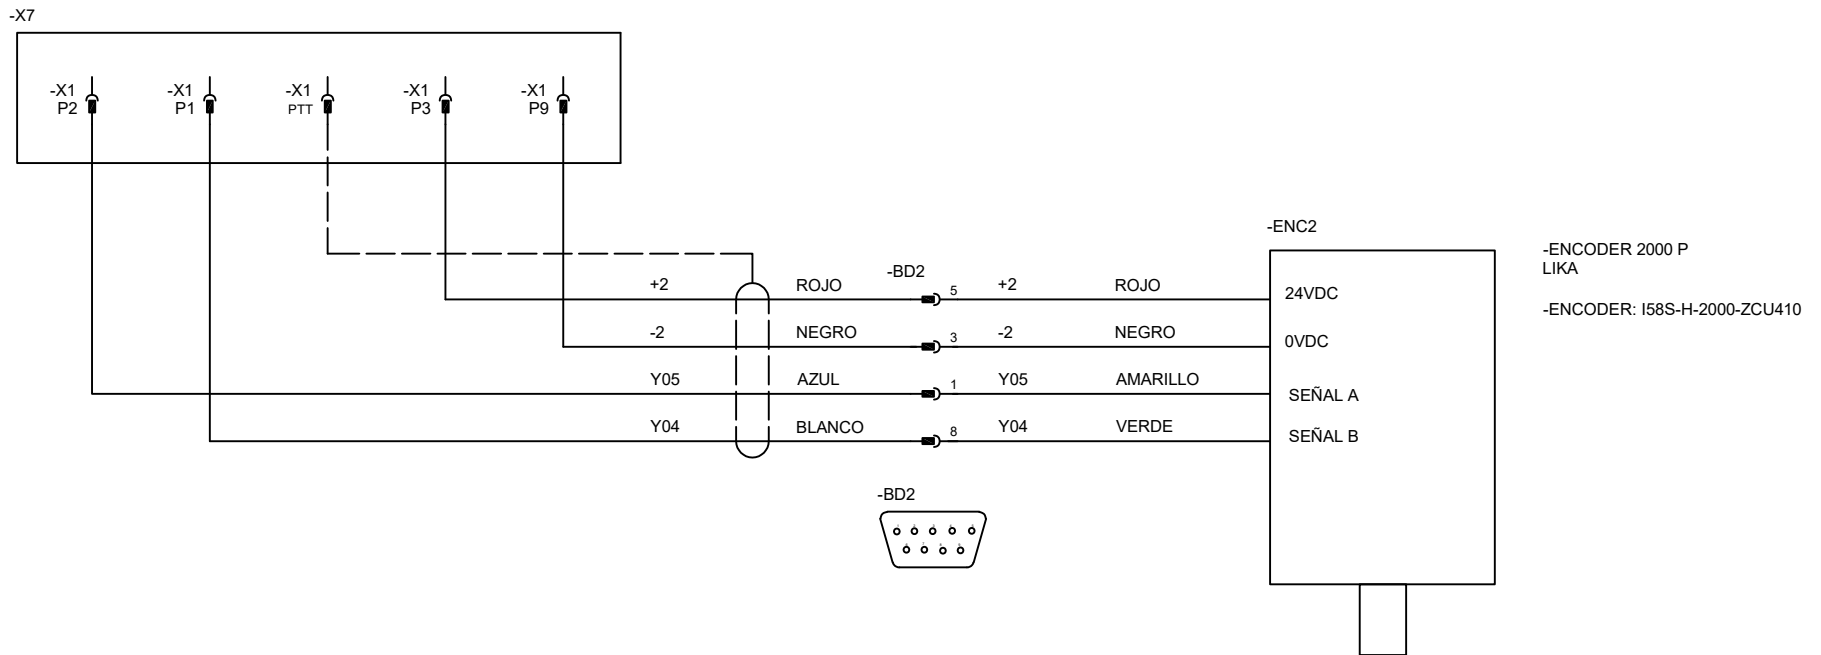 -X7
-X1 -X1 -X1 -X1 -X1
P2 P1 PTT P3 P9
-ENC2
-ENCODER 2000 P
LIKA
-ENCODER: I58S-H-2000-ZCU410
-BD2
+2 ROJO 5 +2 ROJO 24VDC
-2 NEGRO 3 -2 NEGRO 0VDC
Y05 AZUL 1 Y05 AMARILLO SEÑAL A
Y04 BLANCO 8 Y04 VERDE SEÑAL B
-BD2